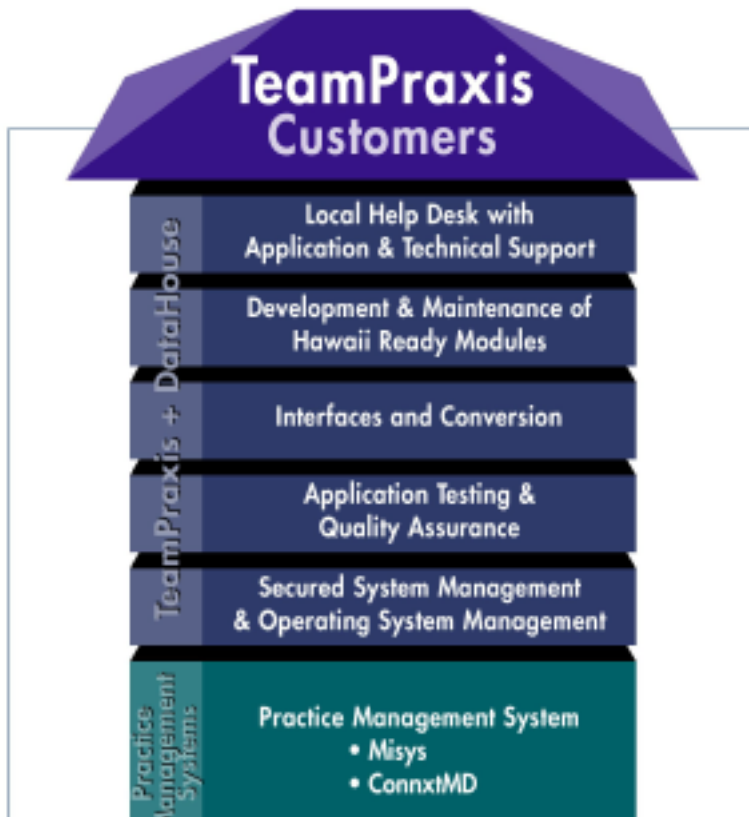 TeamPraxis
Customers
TeamPraxis + DataHouse
Local Help Desk with
Application & Technical Support
Development & Maintenance of
Hawaii Ready Modules
Interfaces and Conversion
Application Testing &
Quality Assurance
Secured System Management
& Operating System Management
Practice
Management
Systems
Practice Management System
• Misys
• ConnxtMD